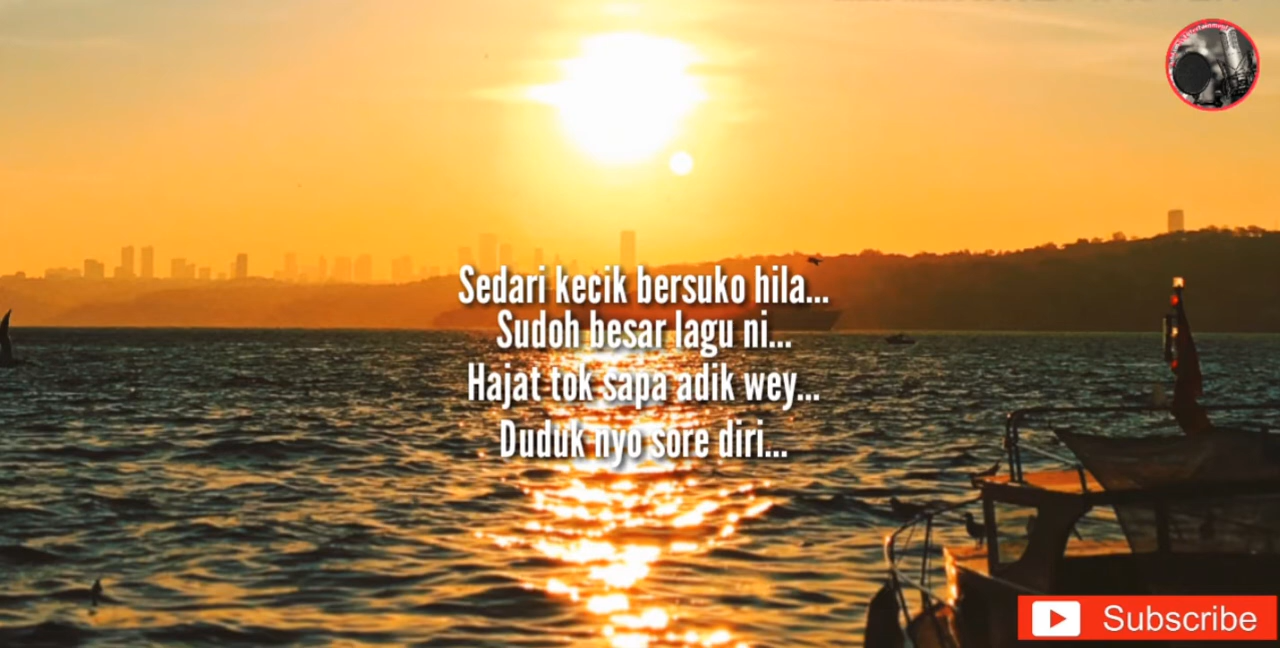 Sedari kecik bersuko hila...
Sudoh besar lagu ni...
Hajat tok sapa adik wey...
Duduk nyo sore diri...
Subscribe